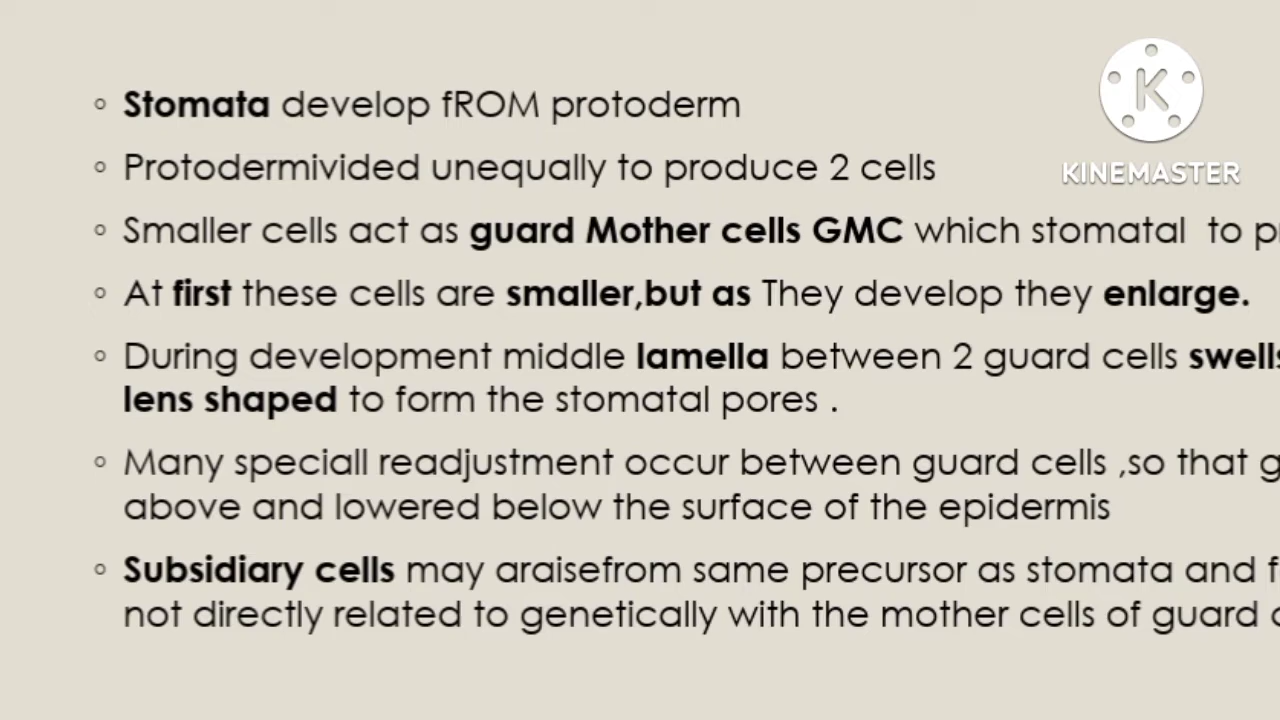 Stomata develop fROM protoderm
Protodermivided unequally to produce 2 cells
Smaller cells act as guard Mother cells GMC which stomatal to
At first these cells are smaller,but as They develop they enlarge.
During development middle lamella between 2 guard cells swells
lens shaped to form the stomatal pores .
Many speciall readjustment occur between guard cells ,so that
above and lowered below the surface of the epidermis
Subsidiary cells may araisefrom same precursor as stomata and
not directly related to genetically with the mother cells of guard
K
KINEMASTER